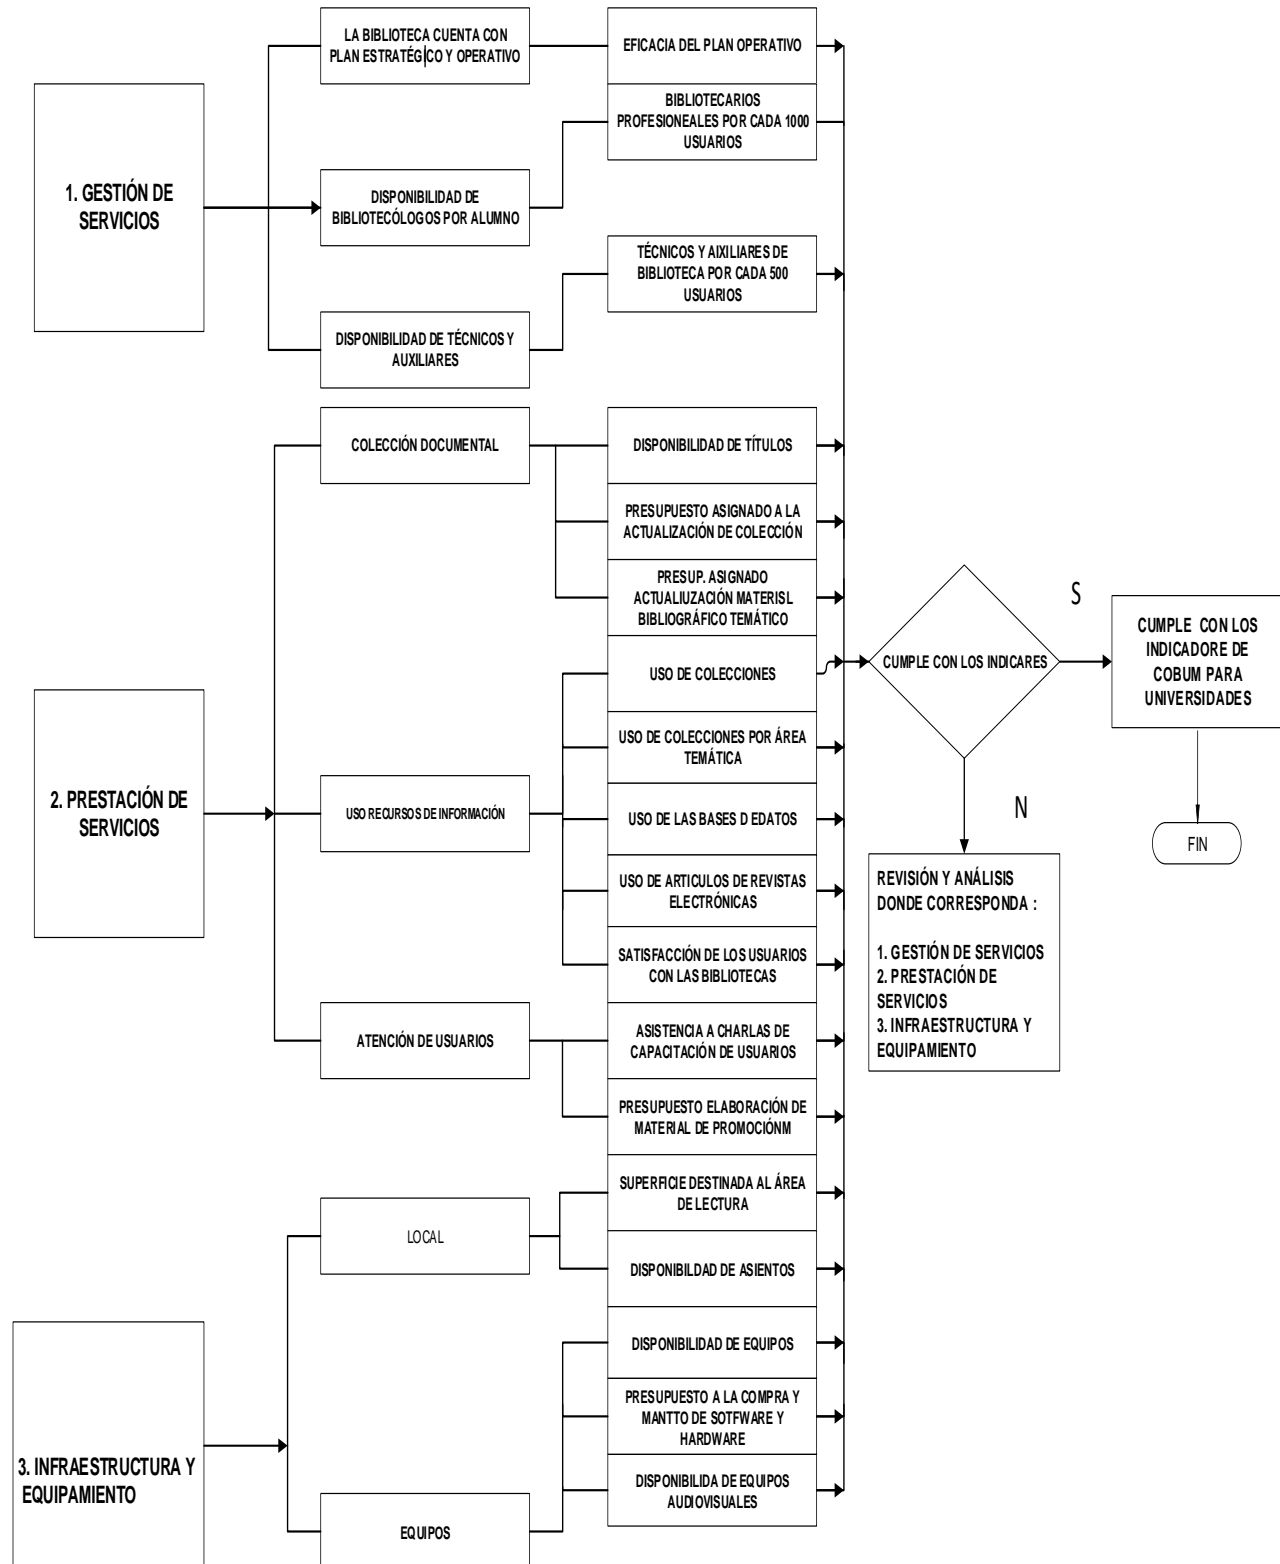 LA BIBLIOTECA CUENTA CON
PLAN ESTRATÉGICO Y OPERATIVO
EFICACIA DEL PLAN OPERATIVO
BIBLIOTECARIOS
PROFESIONEALES POR CADA 1000
USUARIOS
1. GESTIÓN DE
SERVICIOS
DISPONIBILIDAD DE
BIBLIOTECÓLOGOS POR ALUMNO
TÉCNICOS Y AIXILIARES DE
BIBLIOTECA POR CADA 500
USUARIOS
DISPONIBILIDAD DE TÉCNICOS Y
AUXILIARES
COLECCIÓN DOCUMENTAL
DISPONIBILIDAD DE TÍTULOS
PRESUPUESTO ASIGNADO A LA
ACTUALIZACIÓN DE COLECCIÓN
PRESUP. ASIGNADO
ACTUALIUZACIÓN MATERISL
BIBLIOGRÁFICO TEMÁTICO
USO DE COLECCIONES
USO DE COLECCIONES POR ÁREA
TEMÁTICA
2. PRESTACIÓN DE
SERVICIOS
USO RECURSOS DE INFORMACIÓN
USO DE LAS BASES D EDATOS
USO DE ARTICULOS DE REVISTAS
ELECTRÓNICAS
SATISFACCIÓN DE LOS USUARIOS
CON LAS BIBLIOTECAS
ATENCIÓN DE USUARIOS
ASISTENCIA A CHARLAS DE
CAPACITACIÓN DE USUARIOS
PRESUPUESTO ELABORACIÓN DE
MATERIAL DE PROMOCIÓNM
SUPERFICIE DESTINADA AL ÁREA
DE LECTURA
LOCAL
DISPONIBILDAD DE ASIENTOS
DISPONIBILIDAD DE EQUIPOS
PRESUPUESTO A LA COMPRA Y
MANTTO DE SOTFWARE Y
HARDWARE
3. INFRAESTRUCTURA Y
EQUIPAMIENTO
DISPONIBILIDA DE EQUIPOS
AUDIOVISUALES
EQUIPOS
CUMPLE CON LOS INDICARES
S
CUMPLE CON LOS
INDICADORE DE
COBUM PARA
UNIVERSIDADES
FIN
N
REVISIÓN Y ANÁLISIS
DONDE CORRESPONDA :
1. GESTIÓN DE SERVICIOS
2. PRESTACIÓN DE
SERVICIOS
3. INFRAESTRUCTURA Y
EQUIPAMIENTO